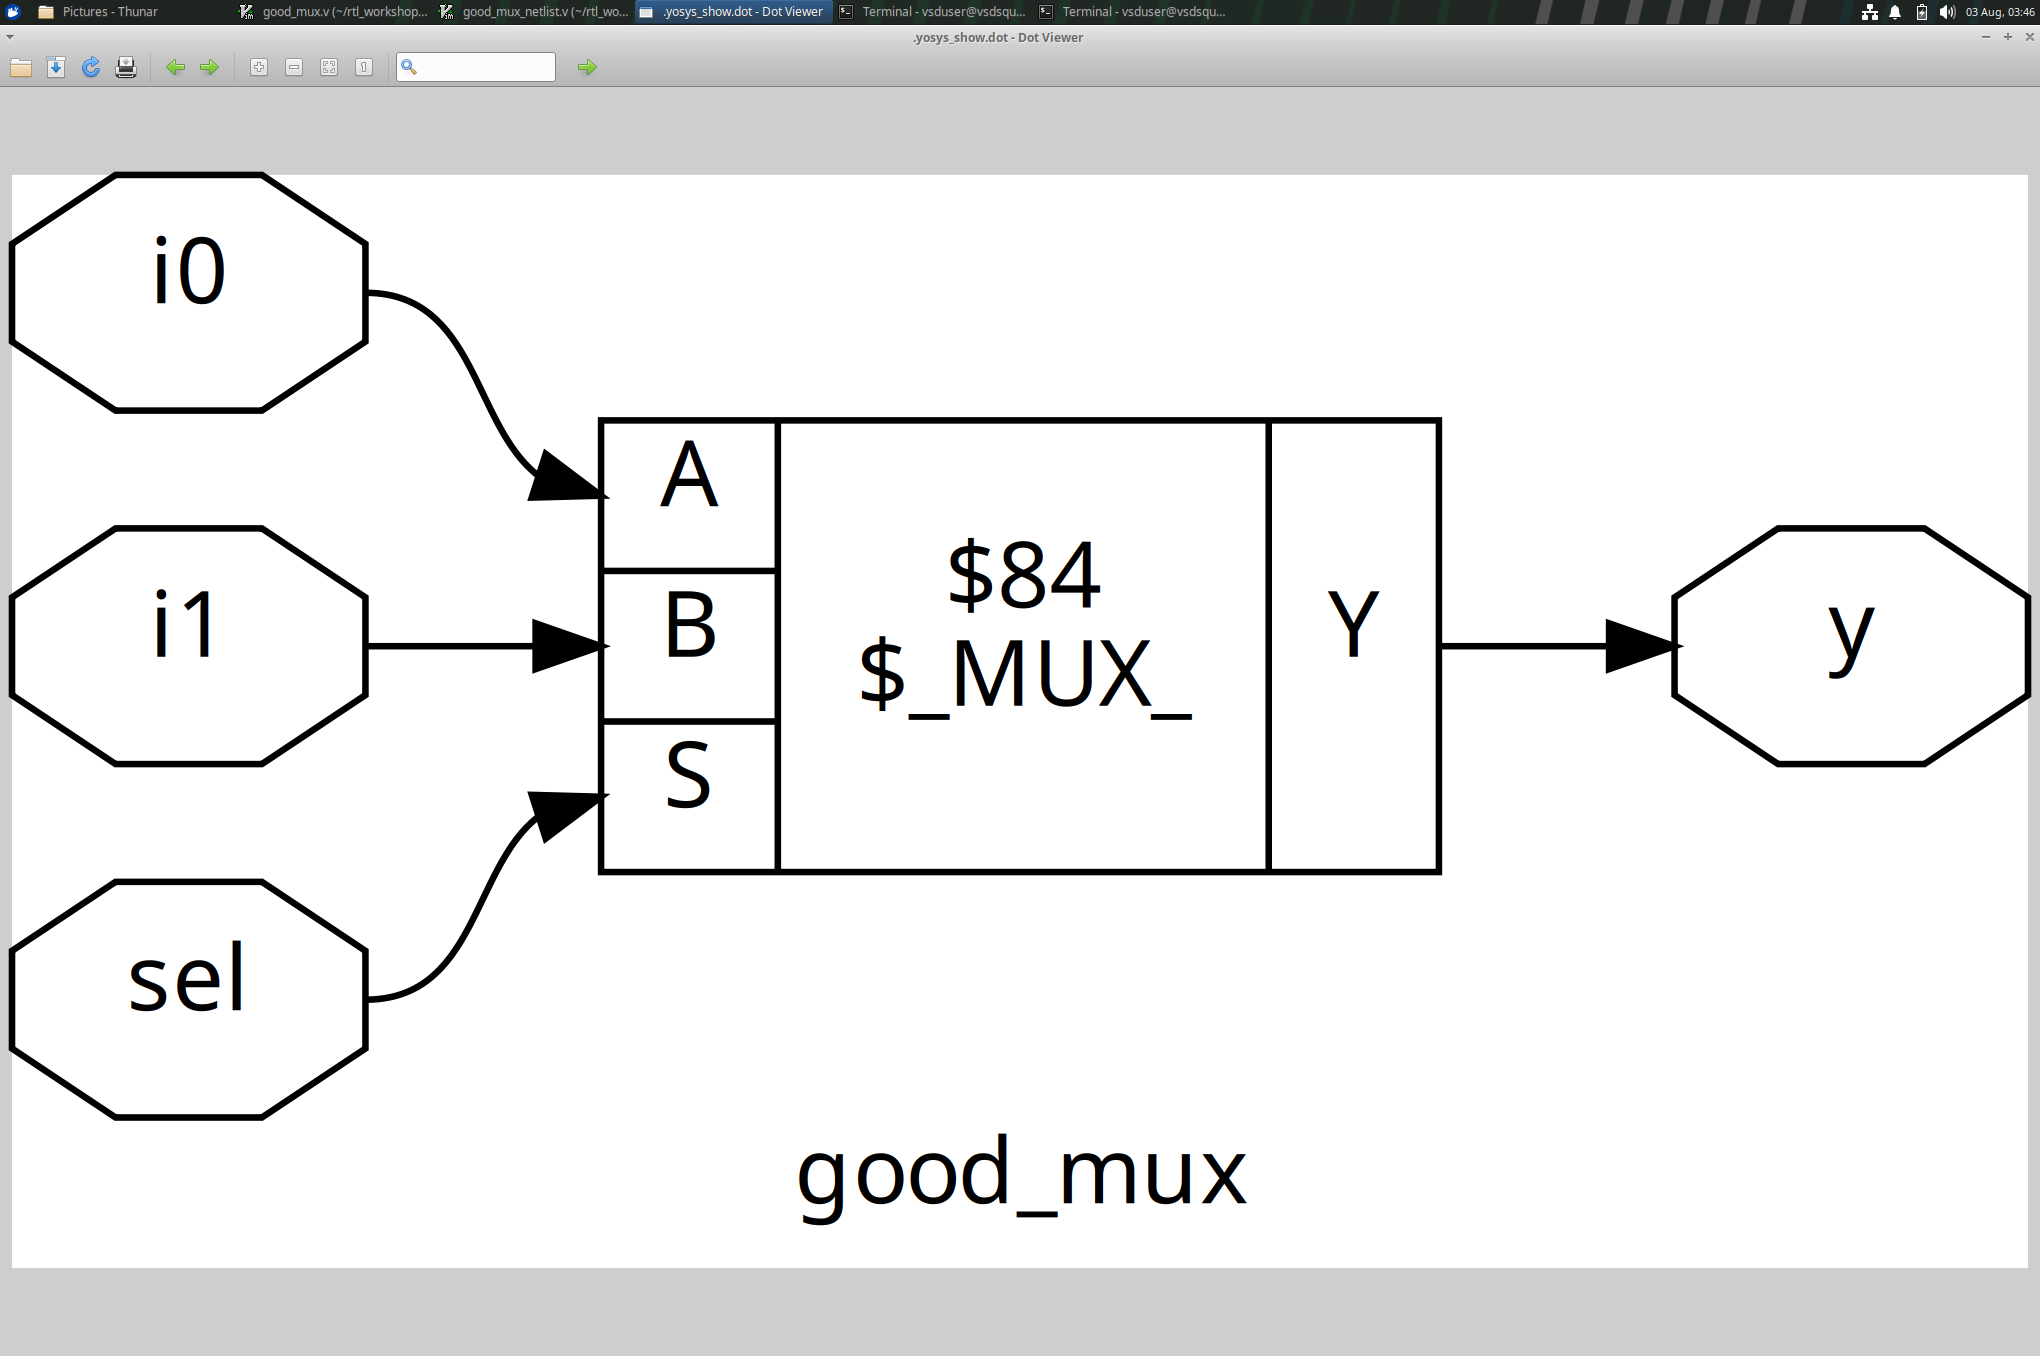 Pictures - Thunar
good_mux.v (~/rtl_workshop...
good_mux_netlist.v (~/rtl_wo...
.yosys_show.dot - Dot Viewer
Terminal - vsduser@vsdsqu...
Terminal - vsduser@vsdsqu...
03 Aug, 03:46
.yosys_show.dot - Dot Viewer
i0
i1
sel
A
B
S
$84
$_MUX_
Y
y
good_mux